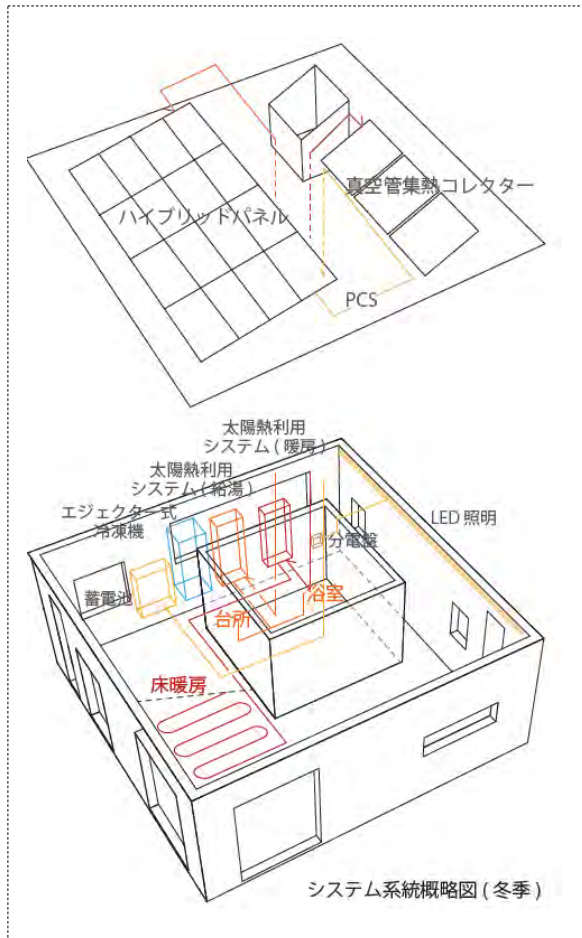 真空管集熱コレクター
ハイブリッドパネル
PCS
太陽熱利用
システム ( 暖房 )
太陽熱利用
システム ( 給湯 )
エジェクター式
冷凍機
LED 照明
分電盤
蓄電池
浴室
台所
床暖房
システム系統概略図 ( 冬季 )